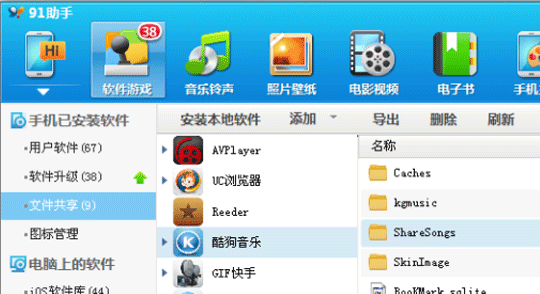 91助手
HI
38
软件游戏
音乐铃声
照片壁纸
电影视频
电子书
手机
手机已安装软件
用户软件 (67)
软件升级 (38)
文件共享 (9)
图标管理
电脑上的软件
iOS软件库 (44)
安装本地软件
添加
导出
删除
刷新
AVPlayer
UC浏览器
Reeder
酷狗音乐
GIF快手
名称
Caches
kgmusic
ShareSongs
SkinImage
BooKMark.sqlite